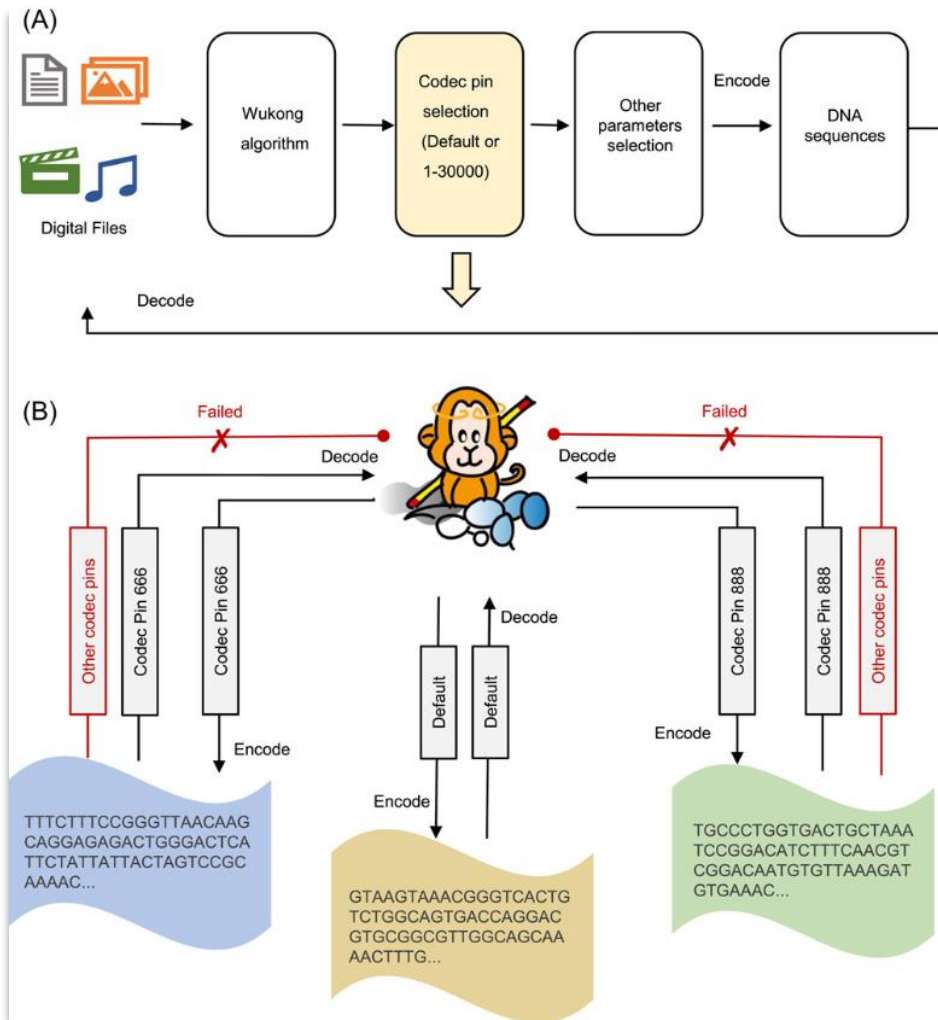 (A)
Digital Files
Wukong
algorithm
Codec pin
selection
(Default or
1-30000)
Other
parameters
selection
Encode
DNA
sequences
Decode
(B)
Failed
Failed
Decode
Decode
Other codec pins
Codec Pin 666
Codec Pin 666
Encode
Default
Default
Decode
Encode
Codec Pin 888
Codec Pin 888
Other codec pins
Encode
TTTCTTTCCGGGTTAACAAG
CAGGAGAGACTGGGACTCA
TTCTATTATTACTAGTCCGC
AAAAC...
GTAAGTAAACGGGTCACTG
TCTGGCAGTGACCAGGAC
GTGCGGCGTTGGCAGCAA
AACTTTG...
TGCCCTGGTGACTGCTAAA
TCCGGACATCTTTCAACGT
CGGACAATGTGTTAAAGAT
GTGAAAC...